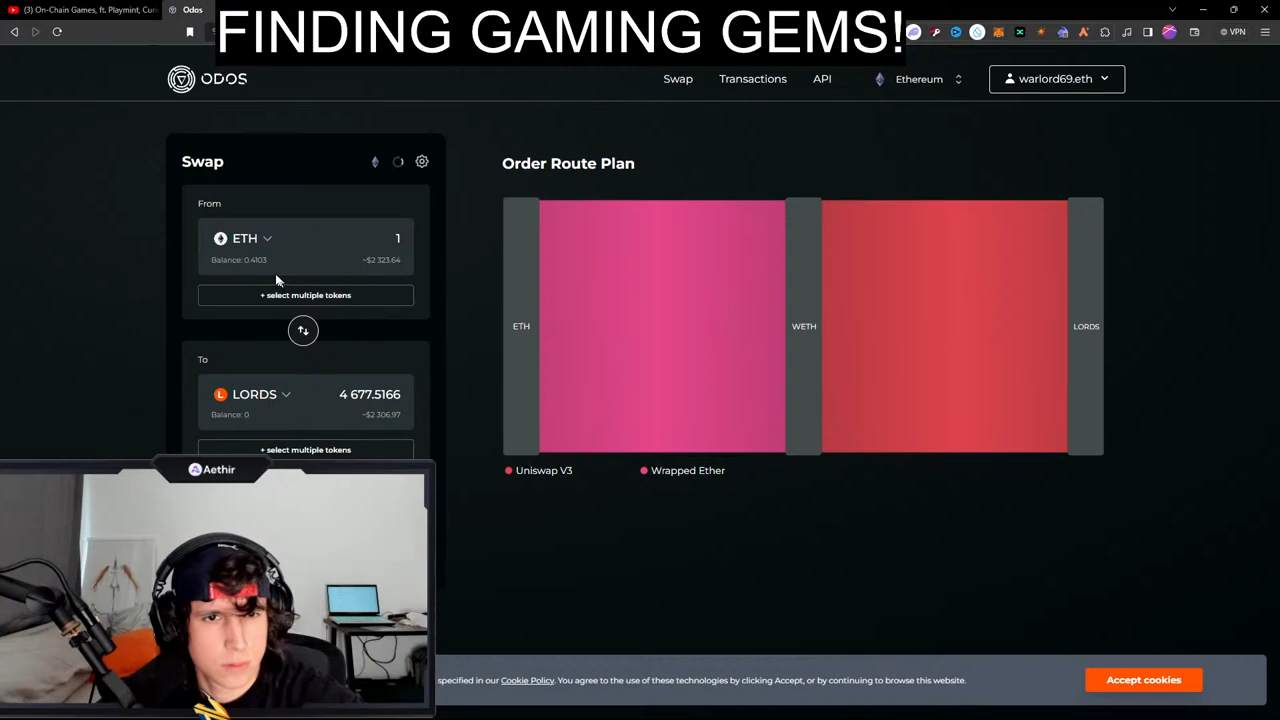 (3) On-Chain Games, ft. Playmint, Cur
Odos
FINDING GAMING GEMS!
VPN
ODOS
Swap
Transactions
API
Ethereum
warlord69.eth
Swap
From
ETH
1
Balance: 0.4103
~$2 323.64
+ select multiple tokens
To
LORDS
4 677.5166
Balance: 0
~$2 306.97
+ select multiple tokens
Order Route Plan
ETH
WETH
LORDS
Uniswap V3
Wrapped Ether
Aethir
specified in our Cookie Policy. You agree to the use of these technologies by clicking Accept, or by continuing to browse this website.
Accept cookies